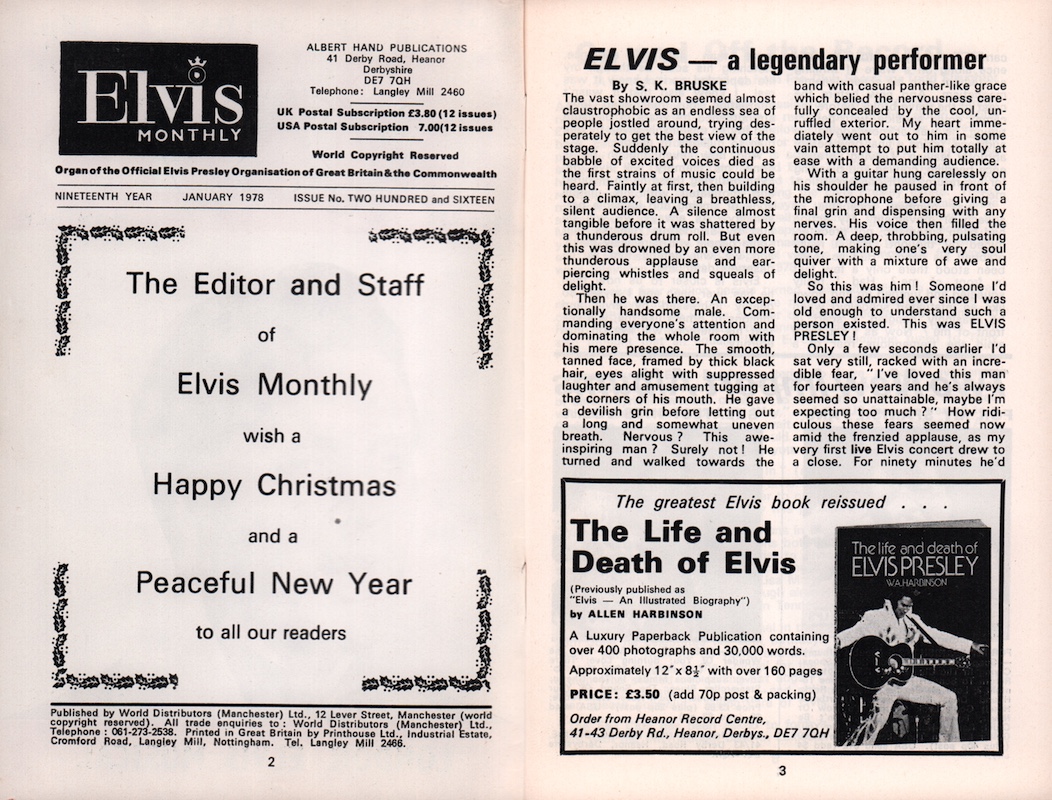 Elvis
MONTHLY
ALBERT HAND PUBLICATIONS
41 Derby Road, Heanor
Derbyshire
DE7 7QH
Telephone: Langley Mill 2460
UK Postal Subscription £3.80 (12 issues)
USA Postal Subscription 7.00(12 issues
World Copyright Reserved
Organ of the Official Elvis Presley Organisation of Great Britain & the Commonwealth
NINETEENTH YEAR JANUARY 1978 ISSUE No. TWO HUNDRED and SIXTEEN
The Editor and Staff
of
Elvis Monthly
wish a
Happy Christmas
and a
Peaceful New Year
to all our readers
Published by World Distributors (Manchester) Ltd., 12 Lever Street, Manchester (world
copyright reserved). All trade enquiries to : World Distributors (Manchester) Ltd.
Telephone : 061-273-2538. Printed in Great Britain by Printhouse Ltd., Industrial Estate,
Cromford Road, Langley Mill, Nottingham. Tel. Langley Mill 2466.
2
ELVIS — a legendary performer
By S. K. BRUSKE
The vast showroom seemed almost
claustrophobic as an endless sea of
people jostled around, trying des-
perately to get the best view of the
stage. Suddenly the continuous
babble of excited voices died as
the first strains of music could be
heard. Faintly at first, then building
to a climax, leaving a breathless,
silent audience. A silence almost
tangible before it was shattered by
a thunderous drum roll. But even
this was drowned by an even more
thunderous applause and ear-
piercing whistles and squeals of
delight.
Then he was there. An excep-
tionally handsome male. Com-
manding everyone's attention and
dominating the whole room with
his mere presence. The smooth,
tanned face, framed by thick black
hair, eyes alight with suppressed
laughter and amusement tugging at
the corners of his mouth. He gave
a devilish grin before letting out
a long and somewhat uneven
breath. Nervous ? This awe-
inspiring man ? Surely not ! He
turned and walked towards the
band with casual panther-like grace
which belied the nervousness care-
fully concealed by the cool, un-
ruffled exterior. My heart imme-
diately went out to him in some
vain attempt to put him totally at
ease with a demanding audience.
With a guitar hung carelessly on
his shoulder he paused in front of
the microphone before giving a
final grin and dispensing with any
nerves. His voice then filled the
room. A deep, throbbing, pulsating
tone, making one's very soul
quiver with a mixture of awe and
delight.
So this was him ! Someone I'd
loved and admired ever since I was
old enough to understand such a
person existed. This was ELVIS
PRESLEY !
Only a few seconds earlier I'd
sat very still, racked with an incre-
dible fear, " I've loved this man
for fourteen years and he's always
seemed so unattainable, maybe I'm
expecting too much ? " How ridi-
culous these fears seemed now
amid the frenzied applause, as my
very first live Elvis concert drew to
a close. For ninety minutes he'd
The greatest Elvis book reissued . . .
The Life and
Death of Elvis
(Previously published as
"Elvis — An Illustrated Biography")
by ALLEN HARBINSON
A Luxury Paperback Publication containing
over 400 photographs and 30,000 words.
Approximately 12" x 8½" with over 160 pages
PRICE: £3.50 (add 70p post & packing)
Order from Heanor Record Centre,
41-43 Derby Rd., Heanor, Derbys., DE7 7QH
The life and death of
ELVIS PRESLEY
W.A. HARBINSON
3